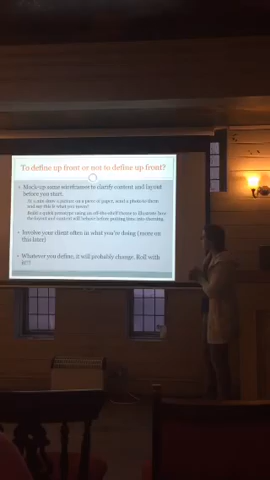 To define up front or not to define up front?
Mock-up some wireframes to clarify content and layout
before you start.
a picture on a piece of paper, send a photo to them
and say this is what you
Build a quick prototype using an off-the-shelf theme to illustrate how
the layout and content will behave before putting time into theming
Involve your client often in what you're doing (more on
this later)
Whatever you define, it will probably change. Roll with
it!!!